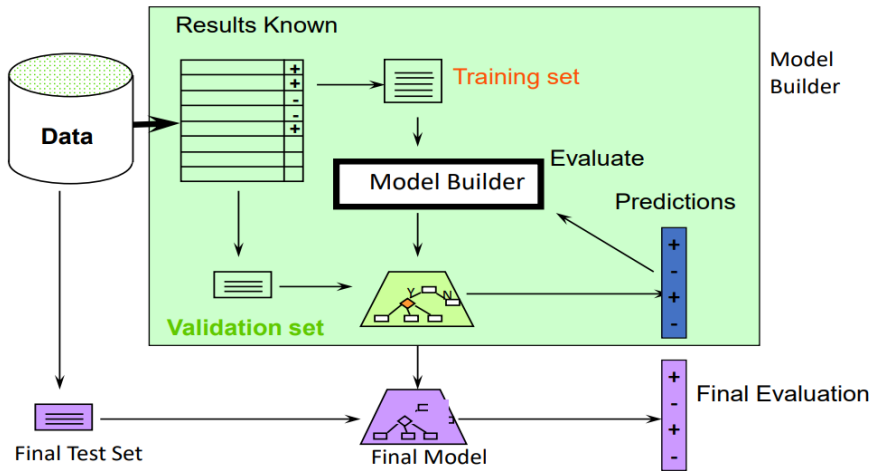 Results Known
Model
Builder
+
+
-
-
+
Training set
Data
Evaluate
Model Builder
Predictions
+
-
+
-
Y
N
Validation set
+
-
+
-
Final Evaluation
Final Test Set
Final Model